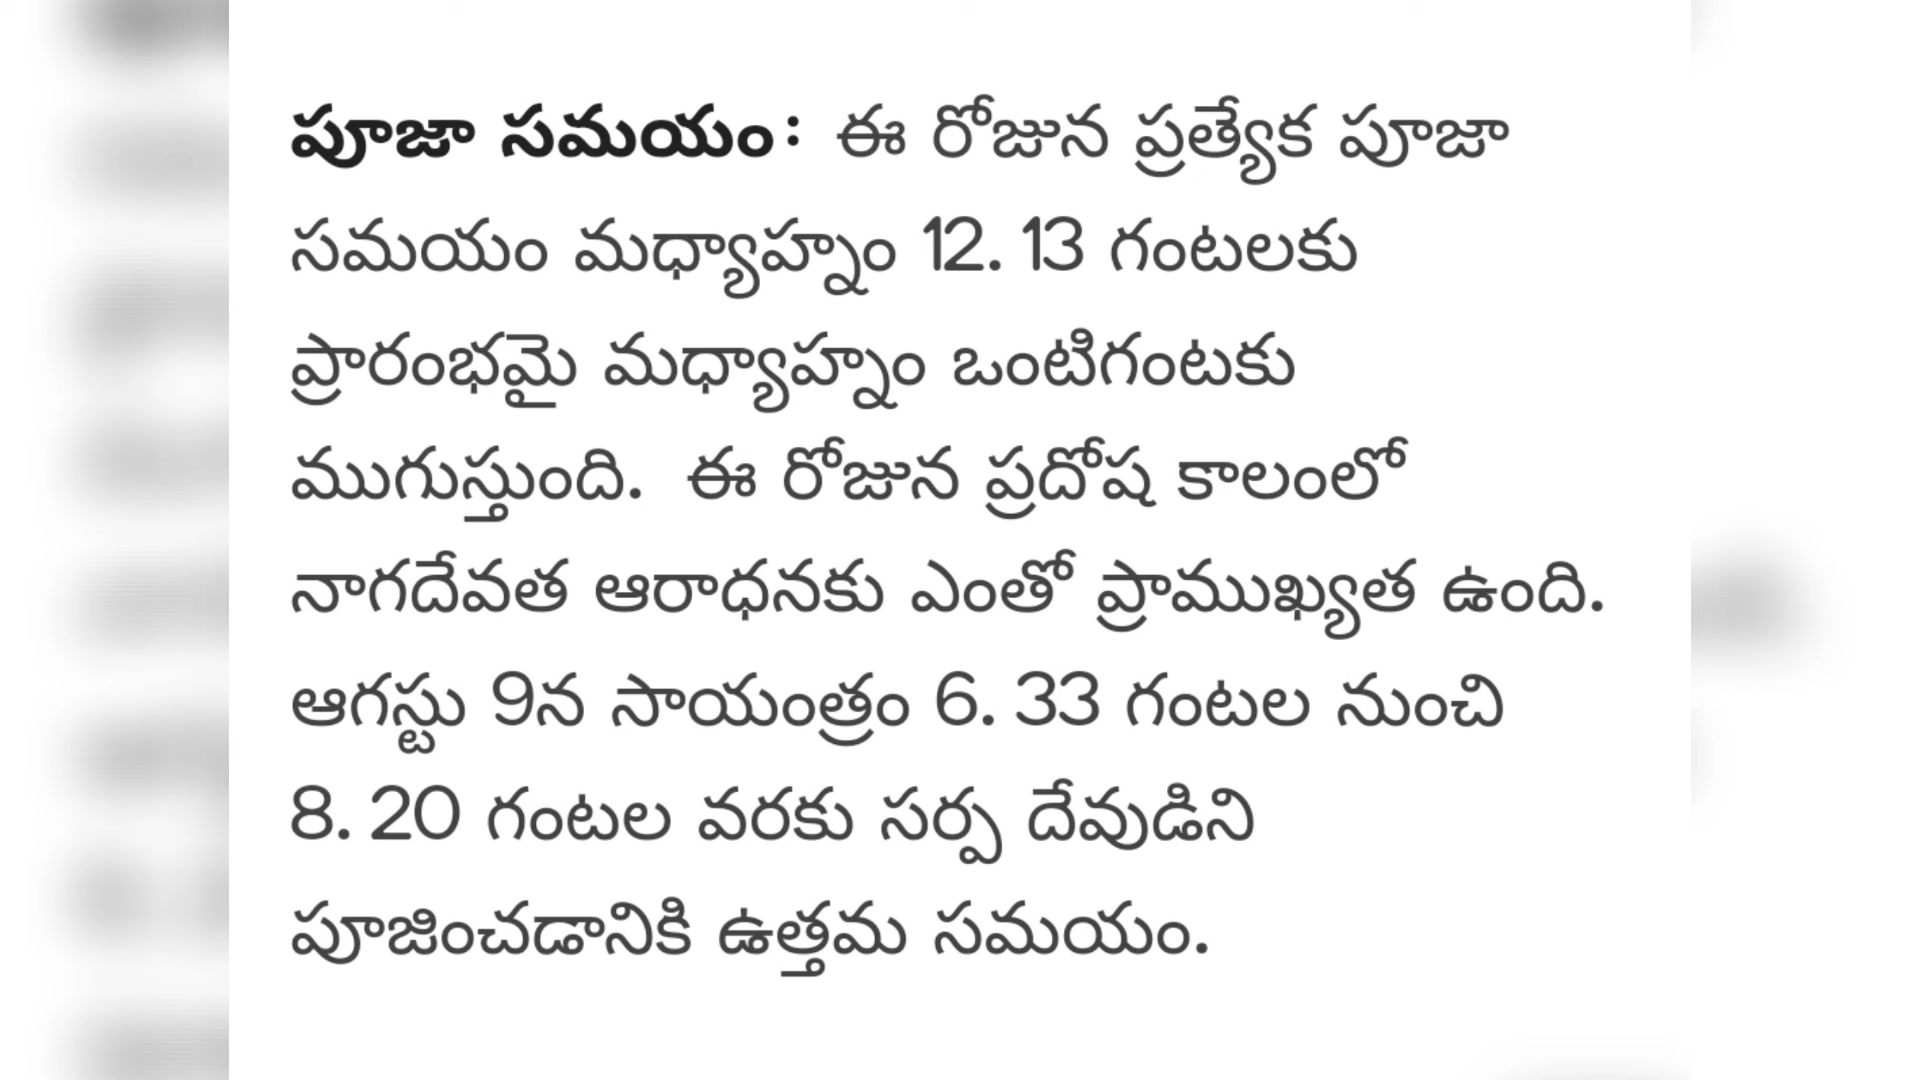 పూజా సమయం: ఈ రోజున ప్రత్యేక పూజా
సమయం మధ్యాహ్నం 12. 13 గంటలకు
ప్రారంభమై మధ్యాహ్నం ఒంటిగంటకు
ముగుస్తుంది. ఈ రోజున ప్రదోష కాలంలో
నాగదేవత ఆరాధనకు ఎంతో ప్రాముఖ్యత ఉంది.
ఆగస్టు 9న సాయంత్రం 6. 33 గంటల నుంచి
8. 20 గంటల వరకు సర్ప దేవుడిని
పూజించడానికి ఉత్తమ సమయం.